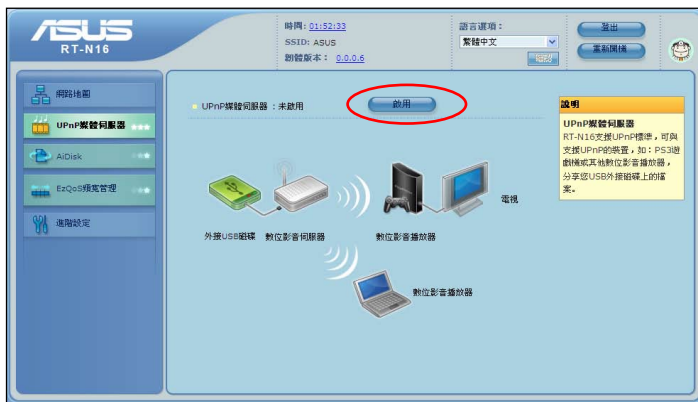 ASUS
RT-N16
時間: 01:52:33
SSID: ASUS
韌體版本： 0.0.0.6
語言選項：
繁體中文
登出
重新開機
網路地圖
UPnP媒體伺服器
AiDisk
EzQoS頻寬管理
進階設定
UPnP媒體伺服器 ：未啟用
啟用
外接USB磁碟
數位影音伺服器
數位影音播放器
電視
數位影音播放器
說明
UPnP媒體伺服器
RT-N16支援UPnP標準，可與
支援UPnP的裝置，如：PS3遊
戲機或其他數位影音播放器，
分享您USB外接磁碟上的檔
案。